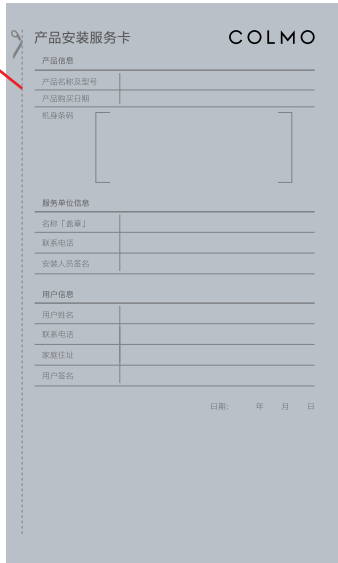 产品安装服务卡 COLMO
产品信息
产品名称及型号
产品购买日期
机身条码
服务单位信息
名称「盖章」
联系电话
安装人员签名
用户信息
用户姓名
联系电话
家庭住址
用户签名
日期: 年 月 日